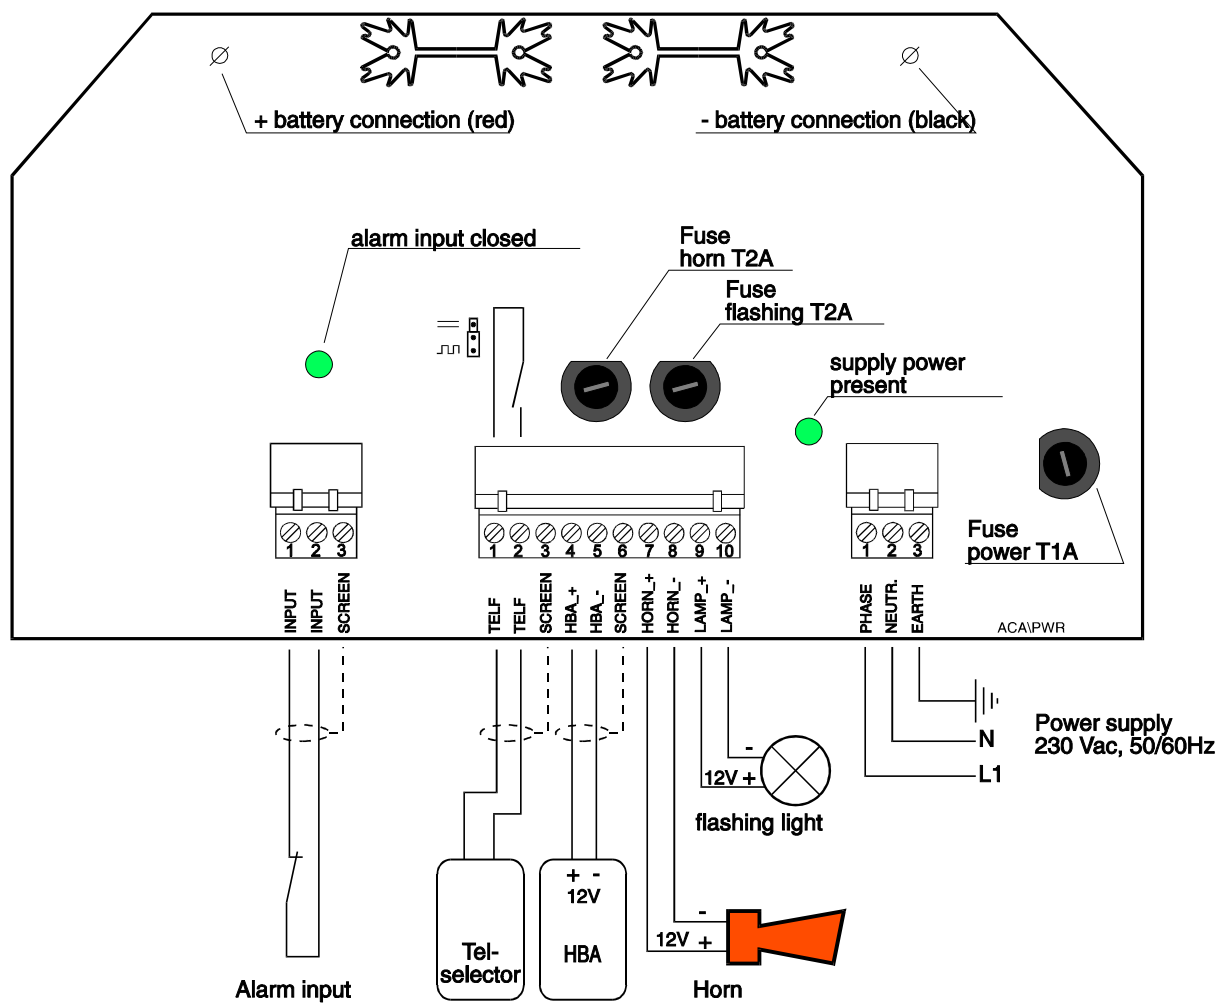 + battery connection (red)
- battery connection (black)
alarm input closed
Fuse
horn T2A
Fuse
flashing T2A
supply power
present
Fuse
power T1A
1 2 3
1 2 3 4 5 6 7 8 9 10
1 2 3
INPUT
INPUT
SCREEN
TELF
TELF
SCREEN
HBA_+
HBA_-
SCREEN
HORN_+
HORN_-
LAMP_+
LAMP_-
PHASE
NEUTR.
EARTH
ACA\PWR
Power supply
230 Vac, 50/60Hz
N
L1
-
12V +
flashing light
+ -
12V
HBA
Tel-
selector
-
12V +
Horn
Alarm input